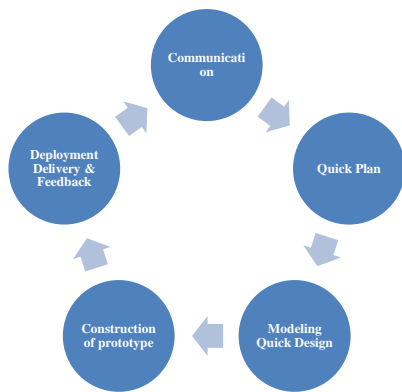 Communicati
on
Quick Plan
Modeling
Quick Design
Construction
of prototype
Deployment
Delivery &
Feedback